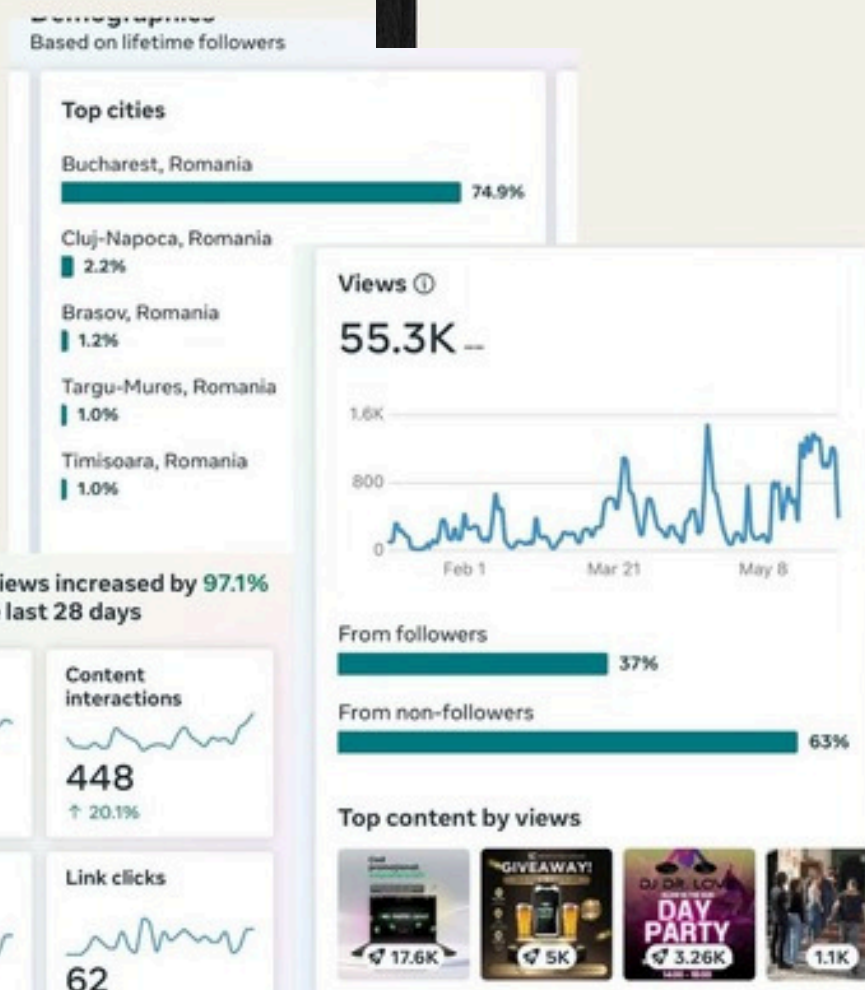 Demographics
Based on lifetime followers
Top cities
Bucharest, Romania
74.9%
Cluj-Napoca, Romania
2.2%
Brasov, Romania
1.2%
Targu-Mures, Romania
1.0%
Timisoara, Romania
1.0%
iews increased by 97.1%
last 28 days
Content
interactions
448
↑ 20.1%
Link clicks
62
Views
55.3K --
1.6K
800
0
Feb 1
Mar 21
May 8
From followers
37%
From non-followers
63%
Top content by views
17.6K
GIVEAWAY!
5K
DJ DR. LOV
DAY
PARTY
3.26K
1.1K